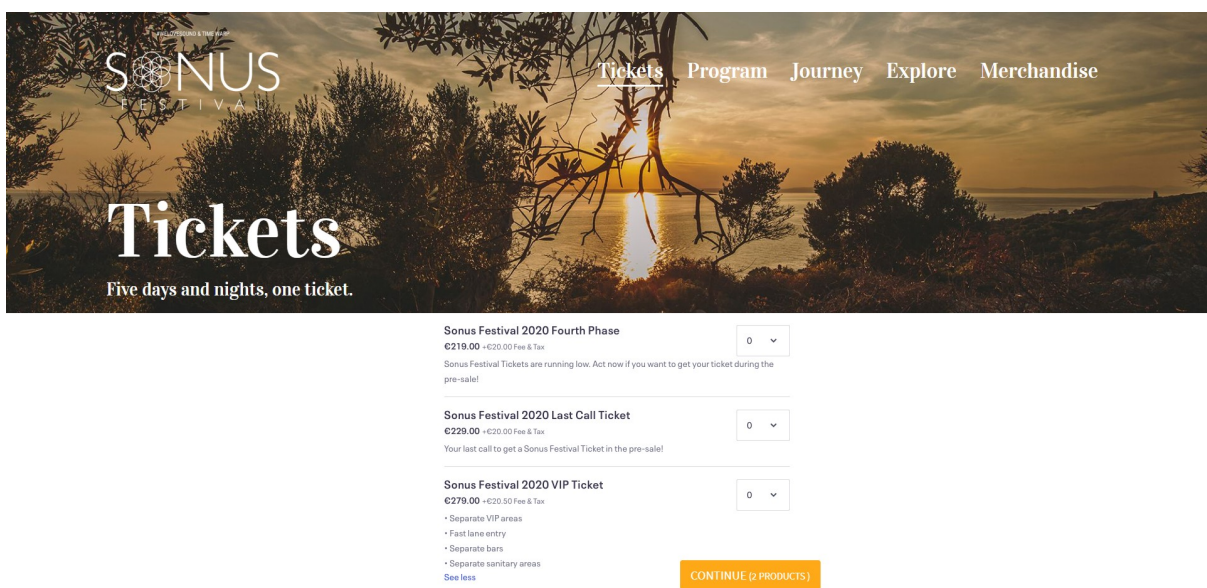 SONUS
FESTIVAL
Tickets Program Journey Explore Merchandise
Tickets
Five days and nights, one ticket.
Sonus Festival 2020 Fourth Phase
€219.00 +€20.00 Fee & Tax
0
Sonus Festival Tickets are running low. Act now if you want to get your ticket during the
pre-sale!
Sonus Festival 2020 Last Call Ticket
€229.00 +€20.00 Fee & Tax
0
Your last call to get a Sonus Festival Ticket in the pre-sale!
Sonus Festival 2020 VIP Ticket
€279.00 +€20.50 Fee & Tax
0
• Separate VIP areas
• Fast lane entry
• Separate bars
• Separate sanitary areas
See less
CONTINUE (2 PRODUCTS )